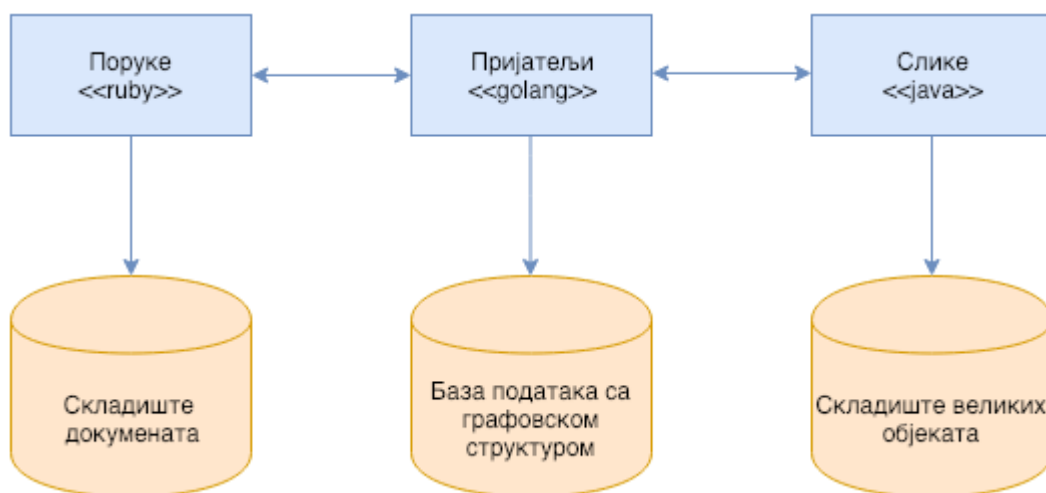 Поруке
<<ruby>>
Пријатељи
<<golang>>
Слике
<<java>>
Складиште
докумената
База података са
графовском
структуром
Складиште великих
објеката